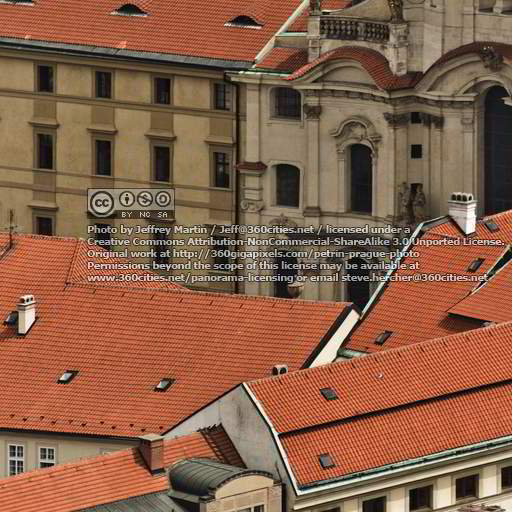 cc
BY NC SA
Photo by Jeffrey Martin / Jeff@360cities.net / licensed under a
Creative Commons Attribution-NonCommercial-ShareAlike 3.0 Unported License.
Original work at http://360gigapixels.com/petrin-prague-photo
Permissions beyond the scope of this license may be available at
www.360cities.net/panorama-licensing or email steve.hercher@360cities.net